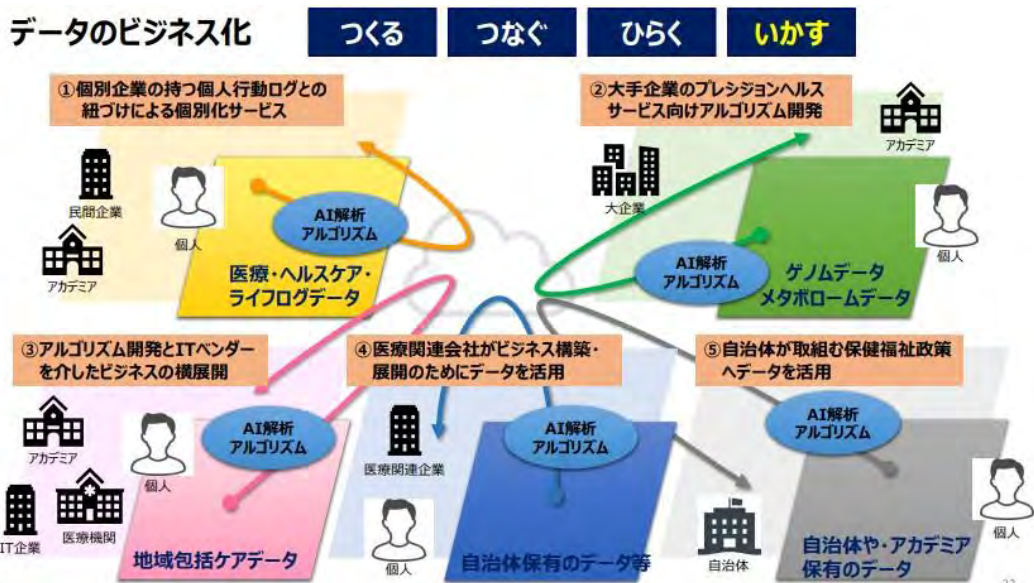 データのビジネス化
つくる
つなぐ
ひらく
いかす
①個別企業の持つ個人行動ログとの
紐づけによる個別化サービス
民間企業
個人
アカデミア
AI解析
アルゴリズム
医療・ヘルスケア・
ライフログデータ
②大手企業のプレシジョンヘルス
サービス向けアルゴリズム開発
アカデミア
大企業
個人
AI解析
アルゴリズム
ゲノムデータ
メタボロームデータ
③アルゴリズム開発とITベンダー
を介したビジネスの横展開
アカデミア
個人
IT企業
医療機関
AI解析
アルゴリズム
地域包括ケアデータ
④医療関連会社がビジネス構築・
展開のためにデータを活用
医療関連企業
個人
AI解析
アルゴリズム
自治体保有のデータ等
⑤自治体が取組む保健福祉政策
へデータを活用
AI解析
アルゴリズム
自治体
個人
自治体や・アカデミア
保有のデータ